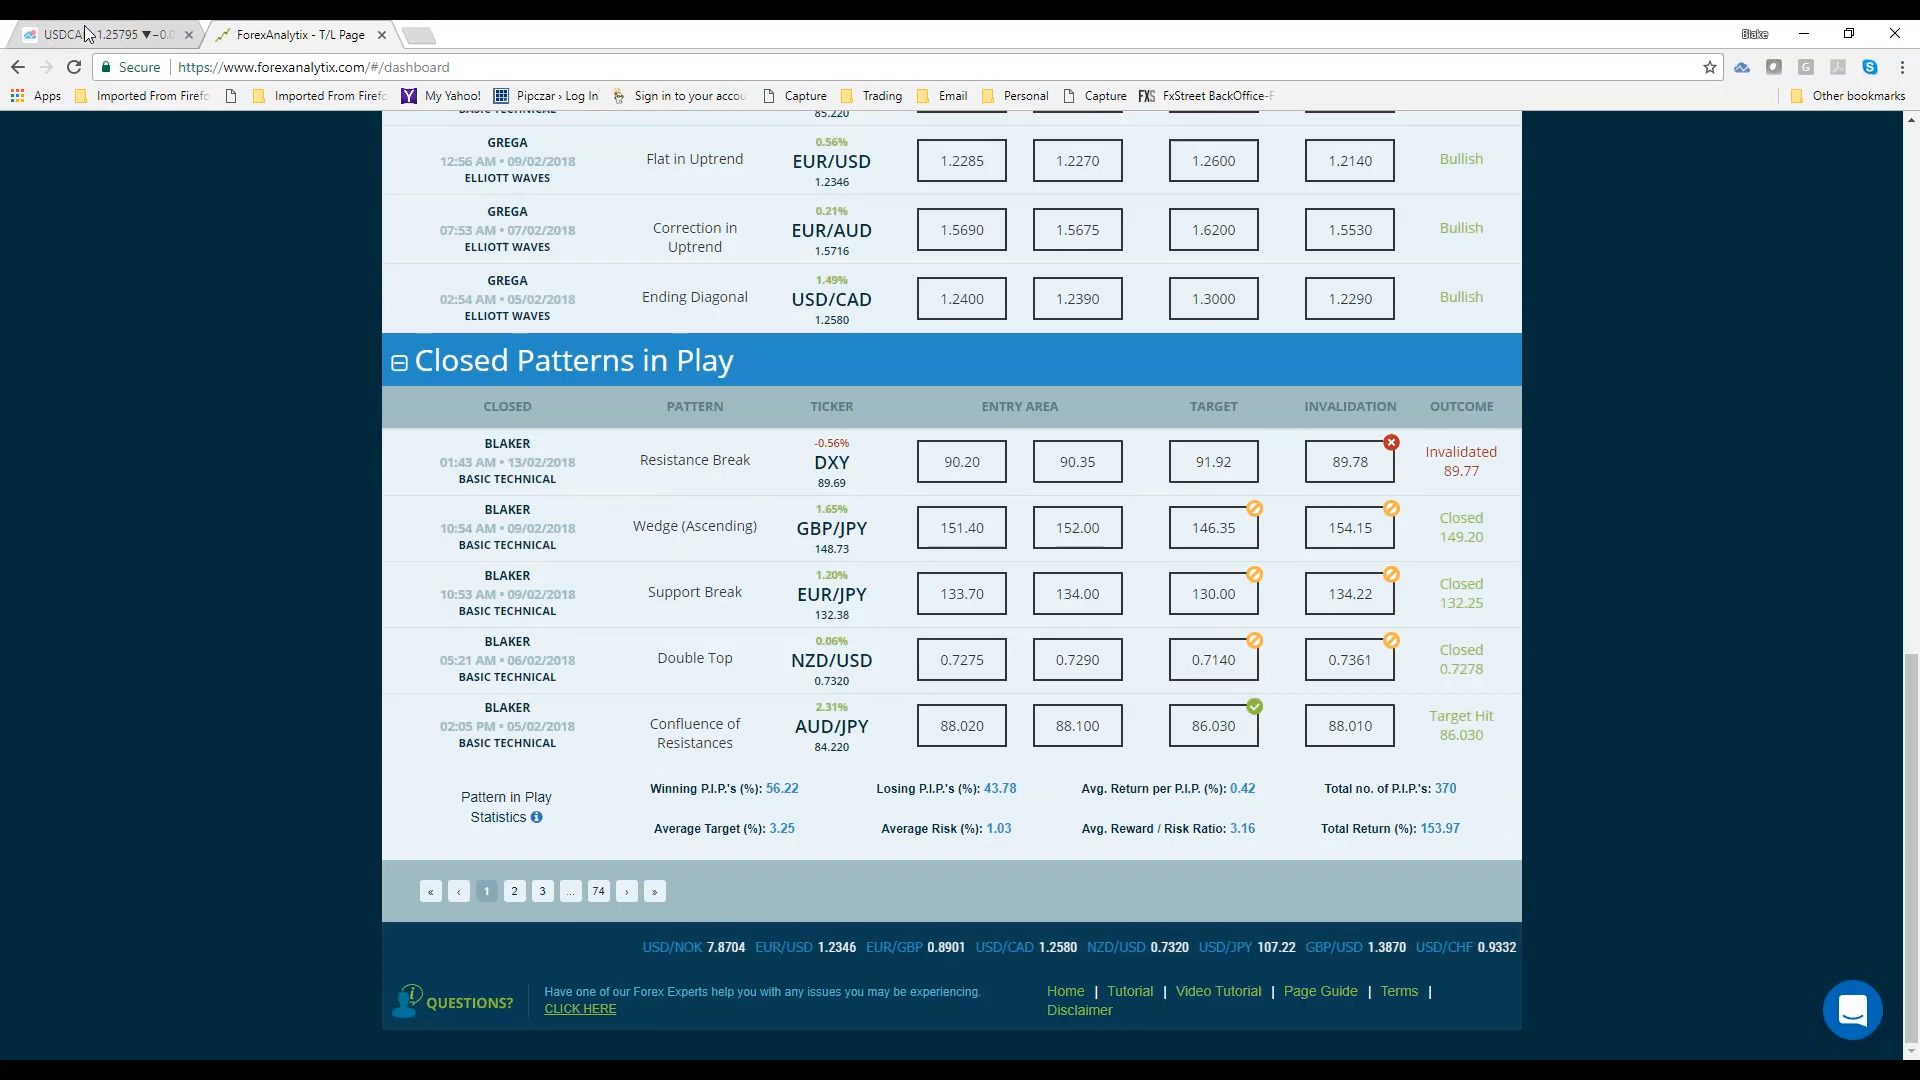 USDCA 1.25795 ▼−0.0
ForexAnalytix - T/L Page
Blake
Secure | https://www.forexanalytix.com/#/dashboard
Apps Imported From Firefo Imported From Firefo My Yahoo! Pipczar › Log In Sign in to your accou Capture Trading Email Personal Capture FXS FxStreet BackOffice-F Other bookmarks
BASIC TECHNICAL 85.220
GREGA
12:56 AM • 09/02/2018
ELLIOTT WAVES
Flat in Uptrend
0.56%
EUR/USD
1.2346
1.2285 1.2270 1.2600 1.2140 Bullish
GREGA
07:53 AM • 07/02/2018
ELLIOTT WAVES
Correction in
Uptrend
0.21%
EUR/AUD
1.5716
1.5690 1.5675 1.6200 1.5530 Bullish
GREGA
02:54 AM • 05/02/2018
ELLIOTT WAVES
Ending Diagonal
1.49%
USD/CAD
1.2580
1.2400 1.2390 1.3000 1.2290 Bullish
Closed Patterns in Play
CLOSED PATTERN TICKER ENTRY AREA TARGET INVALIDATION OUTCOME
BLAKER
01:43 AM • 13/02/2018
BASIC TECHNICAL
Resistance Break
-0.56%
DXY
89.69
90.20 90.35 91.92 89.78
Invalidated
89.77
BLAKER
10:54 AM • 09/02/2018
BASIC TECHNICAL
Wedge (Ascending)
1.65%
GBP/JPY
148.73
151.40 152.00 146.35 154.15
Closed
149.20
BLAKER
10:53 AM • 09/02/2018
BASIC TECHNICAL
Support Break
1.20%
EUR/JPY
132.38
133.70 134.00 130.00 134.22
Closed
132.25
BLAKER
05:21 AM • 06/02/2018
BASIC TECHNICAL
Double Top
0.06%
NZD/USD
0.7320
0.7275 0.7290 0.7140 0.7361
Closed
0.7278
BLAKER
02:05 PM • 05/02/2018
BASIC TECHNICAL
Confluence of
Resistances
2.31%
AUD/JPY
84.220
88.020 88.100 86.030 88.010
Target Hit
86.030
Pattern in Play
Statistics
Winning P.I.P.'s (%): 56.22 Losing P.I.P.'s (%): 43.78 Avg. Return per P.I.P. (%): 0.42 Total no. of P.I.P.'s: 370
Average Target (%): 3.25 Average Risk (%): 1.03 Avg. Reward / Risk Ratio: 3.16 Total Return (%): 153.97
« ‹ 1 2 3 ... 74 › »
USD/NOK 7.8704 EUR/USD 1.2346 EUR/GBP 0.8901 USD/CAD 1.2580 NZD/USD 0.7320 USD/JPY 107.22 GBP/USD 1.3870 USD/CHF 0.9332
QUESTIONS?
Have one of our Forex Experts help you with any issues you may be experiencing.
CLICK HERE
Home | Tutorial | Video Tutorial | Page Guide | Terms |
Disclaimer